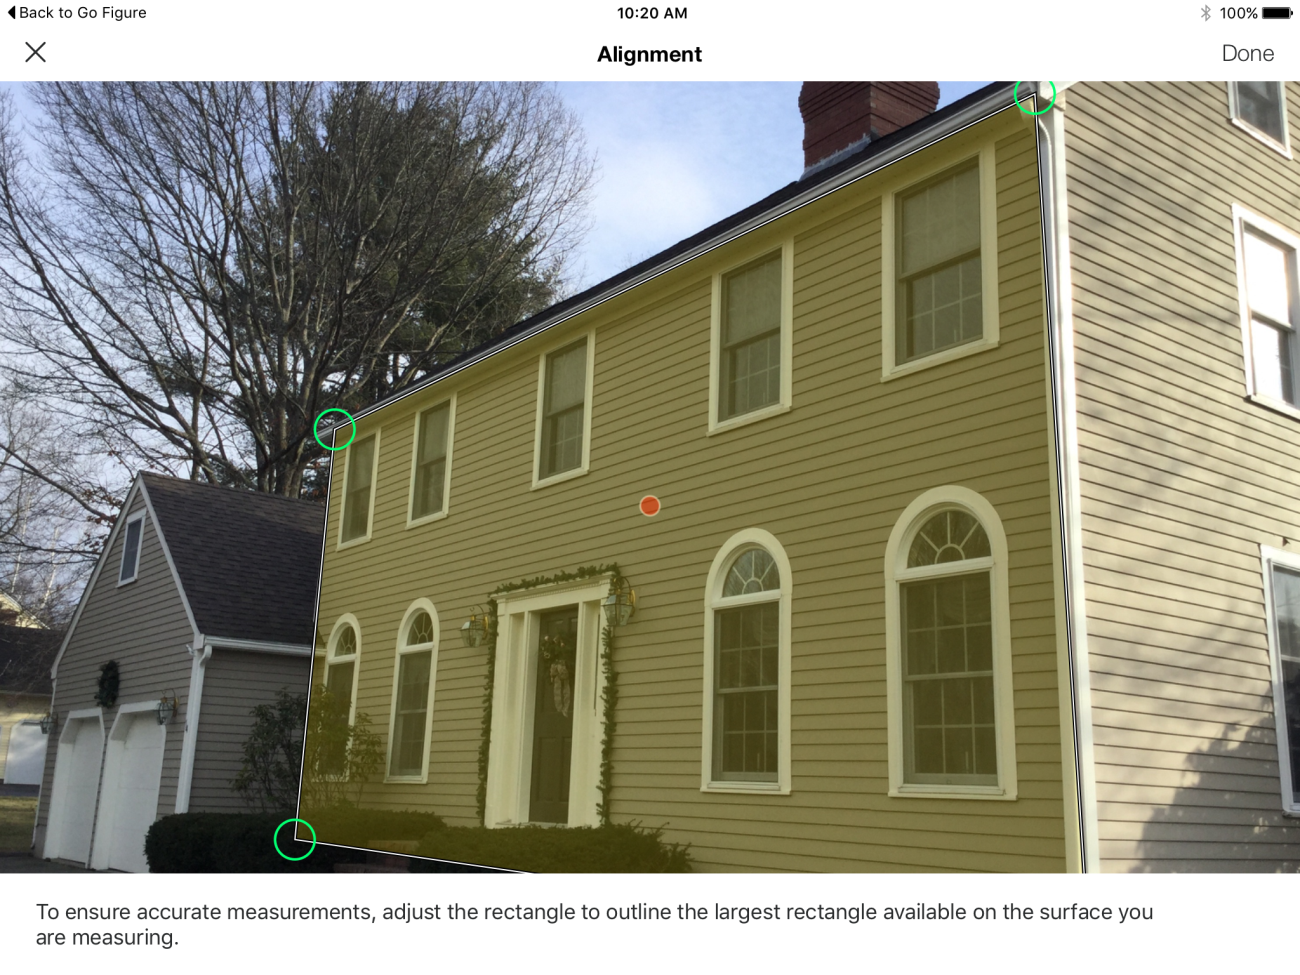 Back to Go Figure
10:20 AM
100%
Alignment
Done
To ensure accurate measurements, adjust the rectangle to outline the largest rectangle available on the surface you
are measuring.